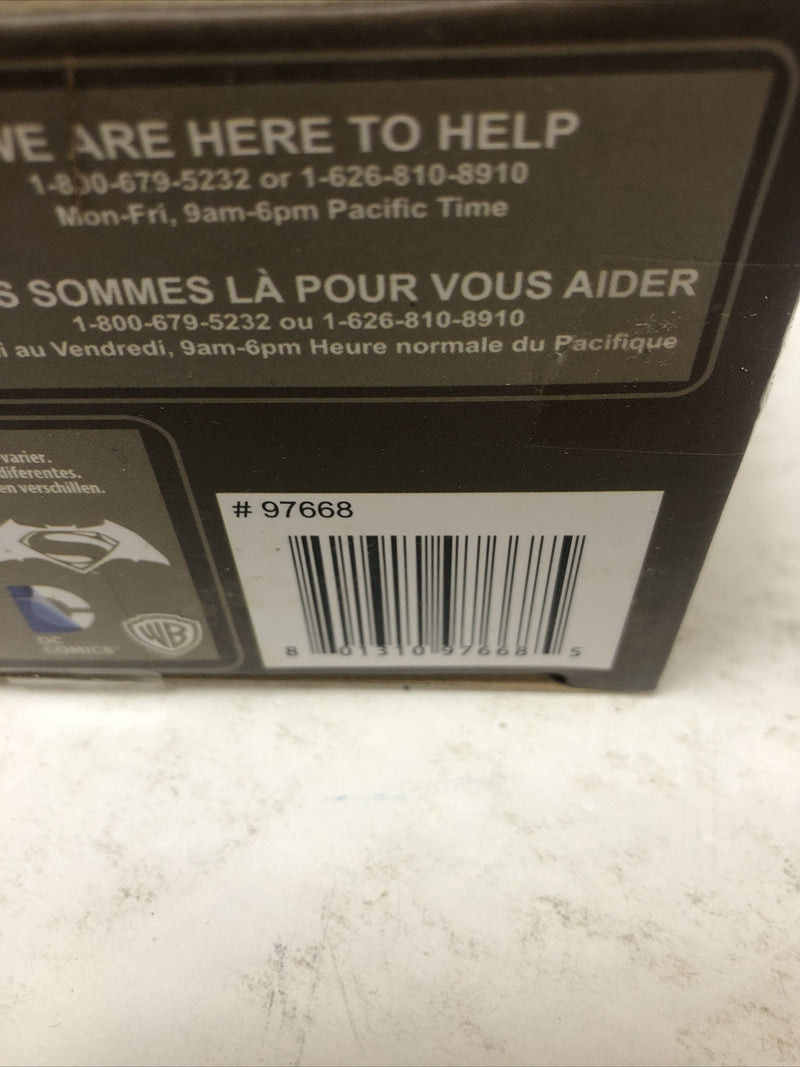 WE ARE HERE TO HELP
1-800-679-5232 or 1-626-810-8910
Mon-Fri, 9am-6pm Pacific Time
S SOMMES LÀ POUR VOUS AIDER
1-800-679-5232 ou 1-626-810-8910
i au Vendredi, 9am-6pm Heure normale du Pacifique
varier.
diferentes.
en verschillen.
S
DC
COMICS™
WB
# 97668
8 01310 97668 5